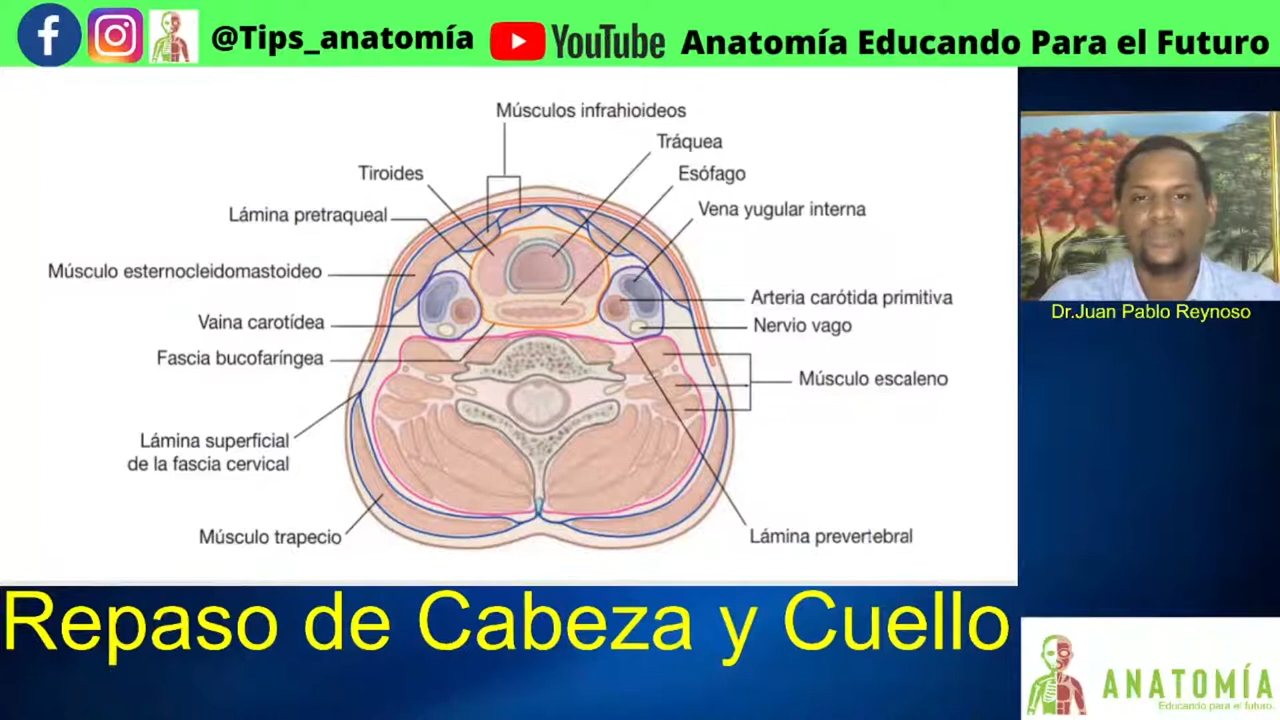 @Tips_anatomía YouTube Anatomía Educando Para el Futuro
Músculos infrahioideos
Tráquea
Tiroides
Esófago
Lámina pretraqueal
Vena yugular interna
Músculo esternocleidomastoideo
Arteria carótida primitiva
Vaina carotídea
Nervio vago
Fascia bucofaríngea
Músculo escaleno
Lámina superficial
de la fascia cervical
Músculo trapecio
Lámina prevertebral
Dr.Juan Pablo Reynoso
Repaso de Cabeza y Cuello
ANATOMÍA
Educando para el futuro.